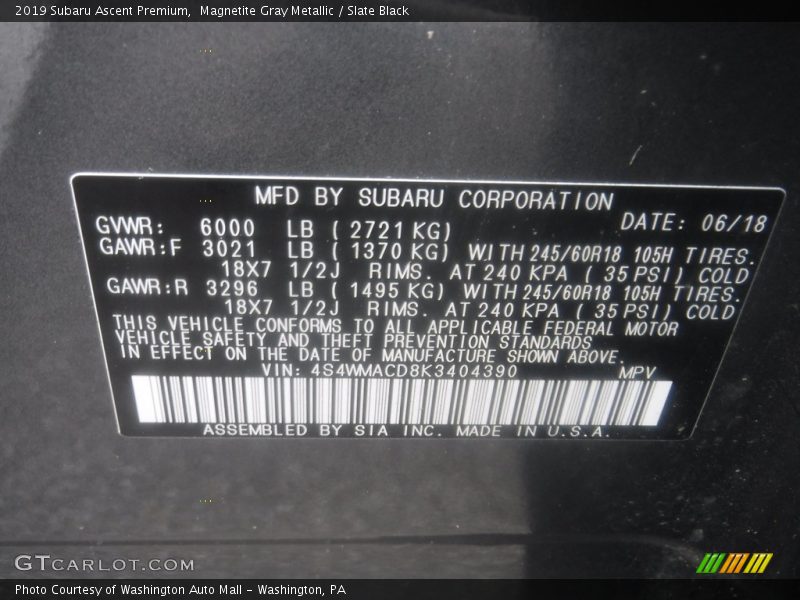 2019 Subaru Ascent Premium, Magnetite Gray Metallic / Slate Black
MFD BY SUBARU CORPORATION
GVWR: 6000 LB ( 2721 KG) DATE: 06/18
GAWR:F 3021 LB ( 1370 KG) WITH 245/60R18 105H TIRES.
18X7 1/2J RIMS. AT 240 KPA ( 35 PSI) COLD
GAWR:R 3296 LB ( 1495 KG) WITH 245/60R18 105H TIRES.
18X7 1/2J RIMS. AT 240 KPA ( 35 PSI) COLD
THIS VEHICLE CONFORMS TO ALL APPLICABLE FEDERAL MOTOR
VEHICLE SAFETY AND THEFT PREVENTION STANDARDS
IN EFFECT ON THE DATE OF MANUFACTURE SHOWN ABOVE.
VIN: 4S4WMACD8K3404390 MPV
ASSEMBLED BY SIA INC. MADE IN U.S.A.
GTCARLOT.COM
Photo Courtesy of Washington Auto Mall - Washington, PA